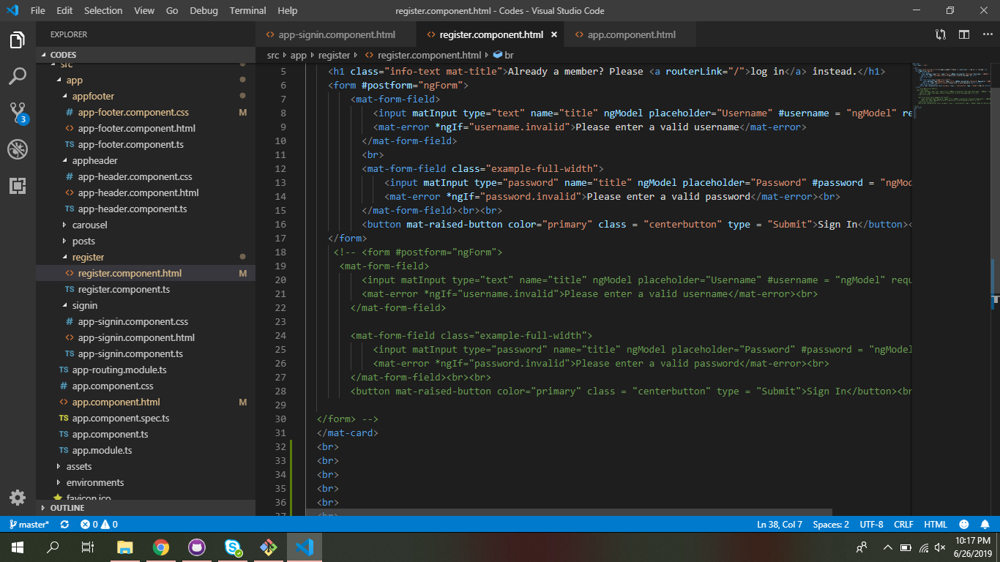 File Edit Selection View Go Debug Terminal Help
register.component.html - Codes - Visual Studio Code
EXPLORER
CODES
src
app
appfooter
# app-footer.component.css M
<> app-footer.component.html
TS app-footer.component.ts
appheader
# app-header.component.css
<> app-header.component.html
TS app-header.component.ts
carousel
posts
register
<> register.component.html M
TS register.component.ts
signin
# app-signin.component.css
<> app-signin.component.html
TS app-signin.component.ts
TS app-routing.module.ts
# app.component.css
<> app.component.html M
TS app.component.spec.ts
TS app.component.ts
TS app.module.ts
assets
environments
favicon.ico
OUTLINE
3
<> app-signin.component.html <> register.component.html × <> app.component.html
src app register <> register.component.html br
5 <h1 class="info-text mat-title">Already a member? Please <a routerLink="/">log in</a> instead.</h1>
6 <form #postform="ngForm">
7 <mat-form-field>
8 <input matInput type="text" name="title" ngModel placeholder="Username" #username = "ngModel" re
9 <mat-error *ngIf="username.invalid">Please enter a valid username</mat-error>
10 </mat-form-field>
11 <br>
12 <mat-form-field class="example-full-width">
13 <input matInput type="password" name="title" ngModel placeholder="Password" #password = "ngMod
14 <mat-error *ngIf="password.invalid">Please enter a valid password</mat-error><br>
15 </mat-form-field><br><br>
16 <button mat-raised-button color="primary" class = "centerbutton" type = "Submit">Sign In</button><
17 </form>
18 <!-- <form #postform="ngForm">
19 <mat-form-field>
20 <input matInput type="text" name="title" ngModel placeholder="Username" #username = "ngModel" requ
21 <mat-error *ngIf="username.invalid">Please enter a valid username</mat-error><br>
22 </mat-form-field>
23
24 <mat-form-field class="example-full-width">
25 <input matInput type="password" name="title" ngModel placeholder="Password" #password = "ngModel
26 <mat-error *ngIf="password.invalid">Please enter a valid password</mat-error><br>
27 </mat-form-field><br><br>
28 <button mat-raised-button color="primary" class = "centerbutton" type = "Submit">Sign In</button><br
29
30 </form> -->
31 </mat-card>
32 <br>
33 <br>
34 <br>
35 <br>
36 <br>
37 <br>
master* 0 0
Ln 38, Col 7 Spaces: 2 UTF-8 CRLF HTML
10:17 PM
6/26/2019